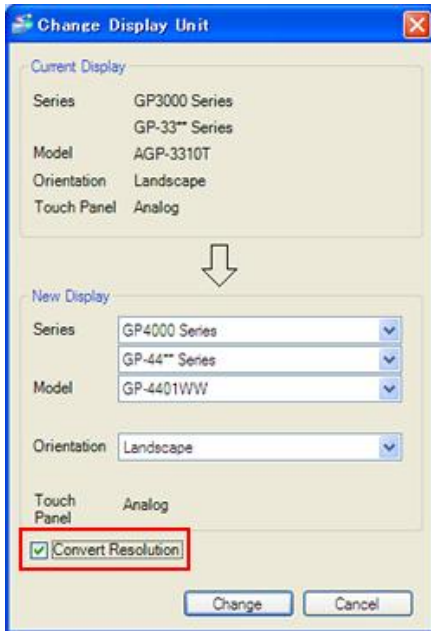 Change Display Unit
Current Display
Series GP3000 Series
GP-33** Series
Model AGP-3310T
Orientation Landscape
Touch Panel Analog
New Display
Series GP4000 Series
GP-44** Series
Model GP-4401WW
Orientation Landscape
Touch Panel Analog
Convert Resolution
Change Cancel